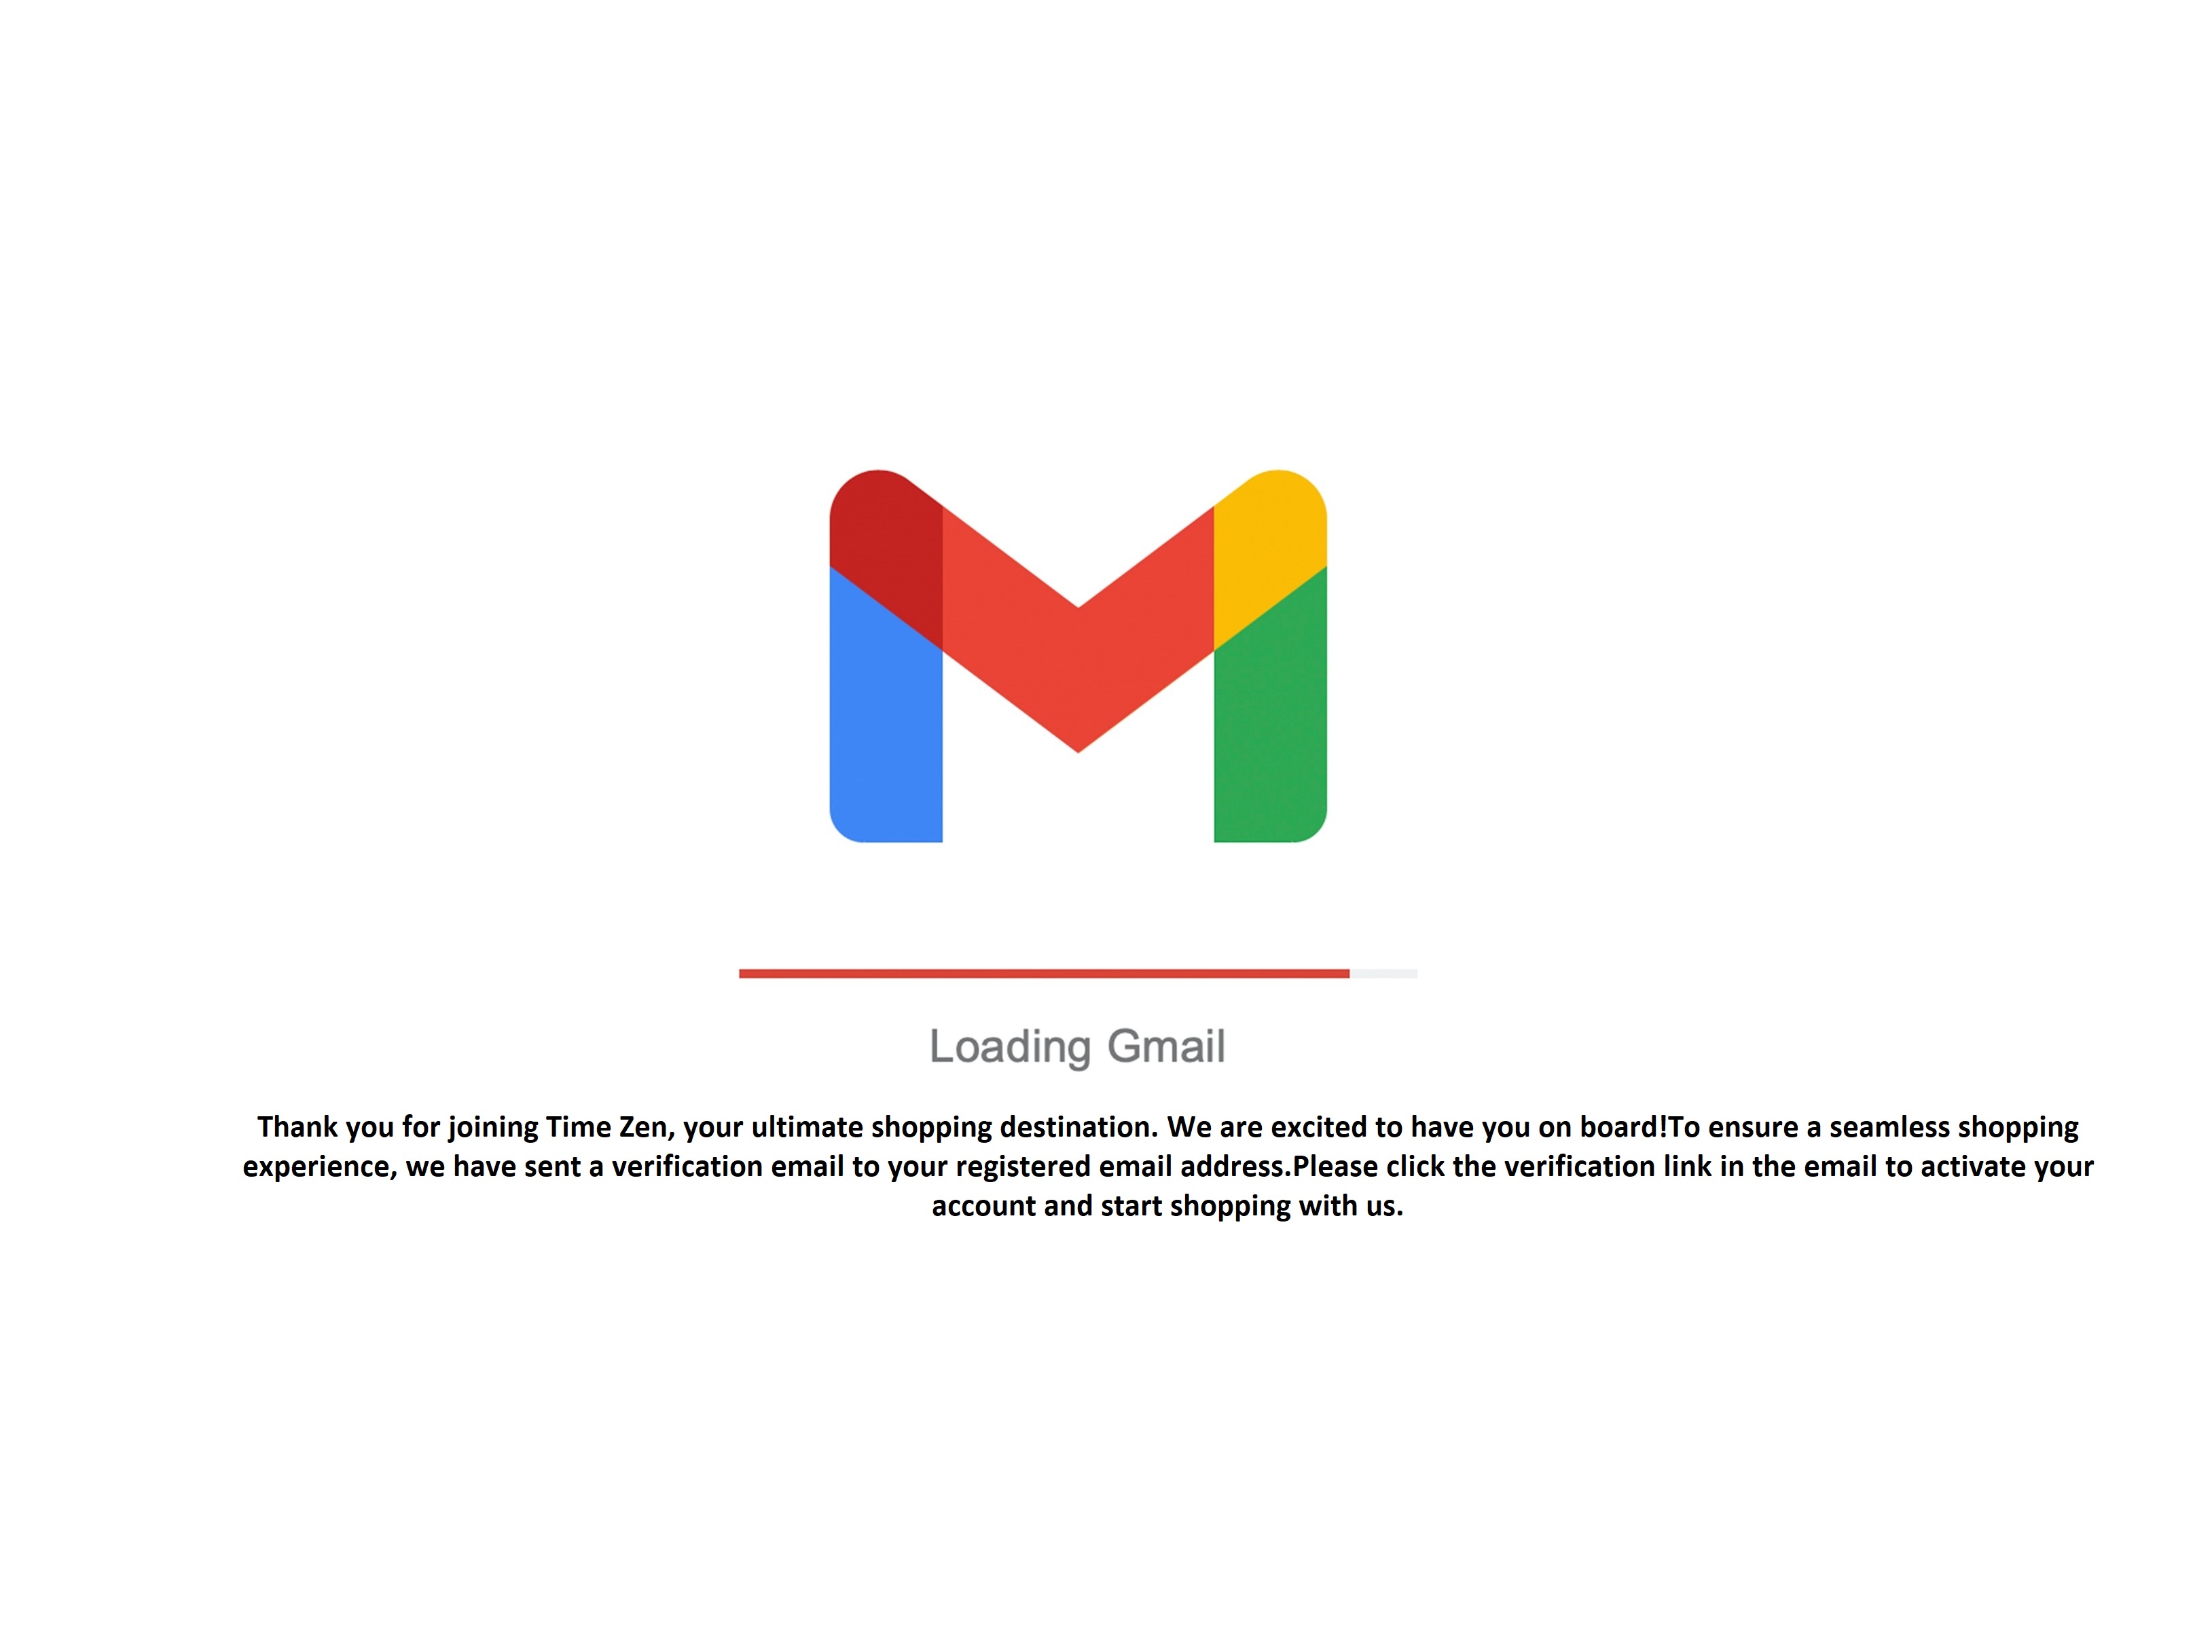 Loading Gmail
Thank you for joining Time Zen, your ultimate shopping destination. We are excited to have you on board!To ensure a seamless shopping
experience, we have sent a verification email to your registered email address.Please click the verification link in the email to activate your
account and start shopping with us.